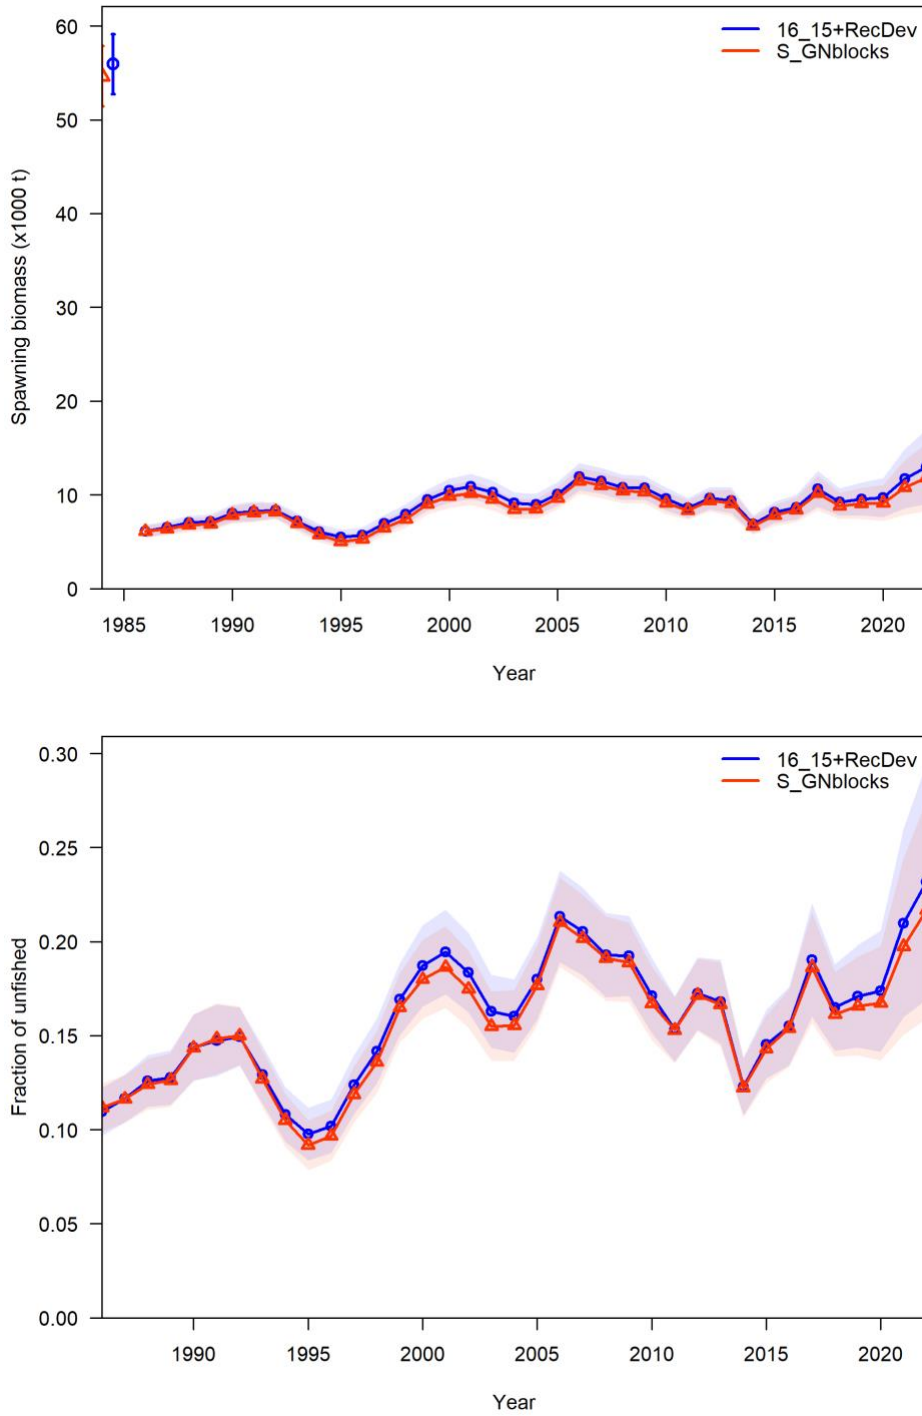 60
50
40
30
20
10
0
Spawning biomass (x1000 t)
16_15+RecDev
S_GNblocks
1985 1990 1995 2000 2005 2010 2015 2020
Year
0.30
0.25
0.20
0.15
0.10
0.05
0.00
Fraction of unfished
16_15+RecDev
S_GNblocks
1990 1995 2000 2005 2010 2015 2020
Year